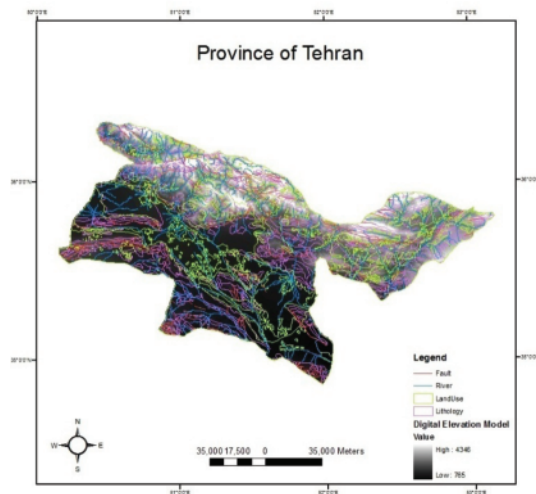 Province of Tehran
N
W
E
S
35,000 17,500 0 35,000 Meters
Legend
Fault
River
LandUse
Lithology
Digital Elevation Model
Value
High : 4346
Low : 765